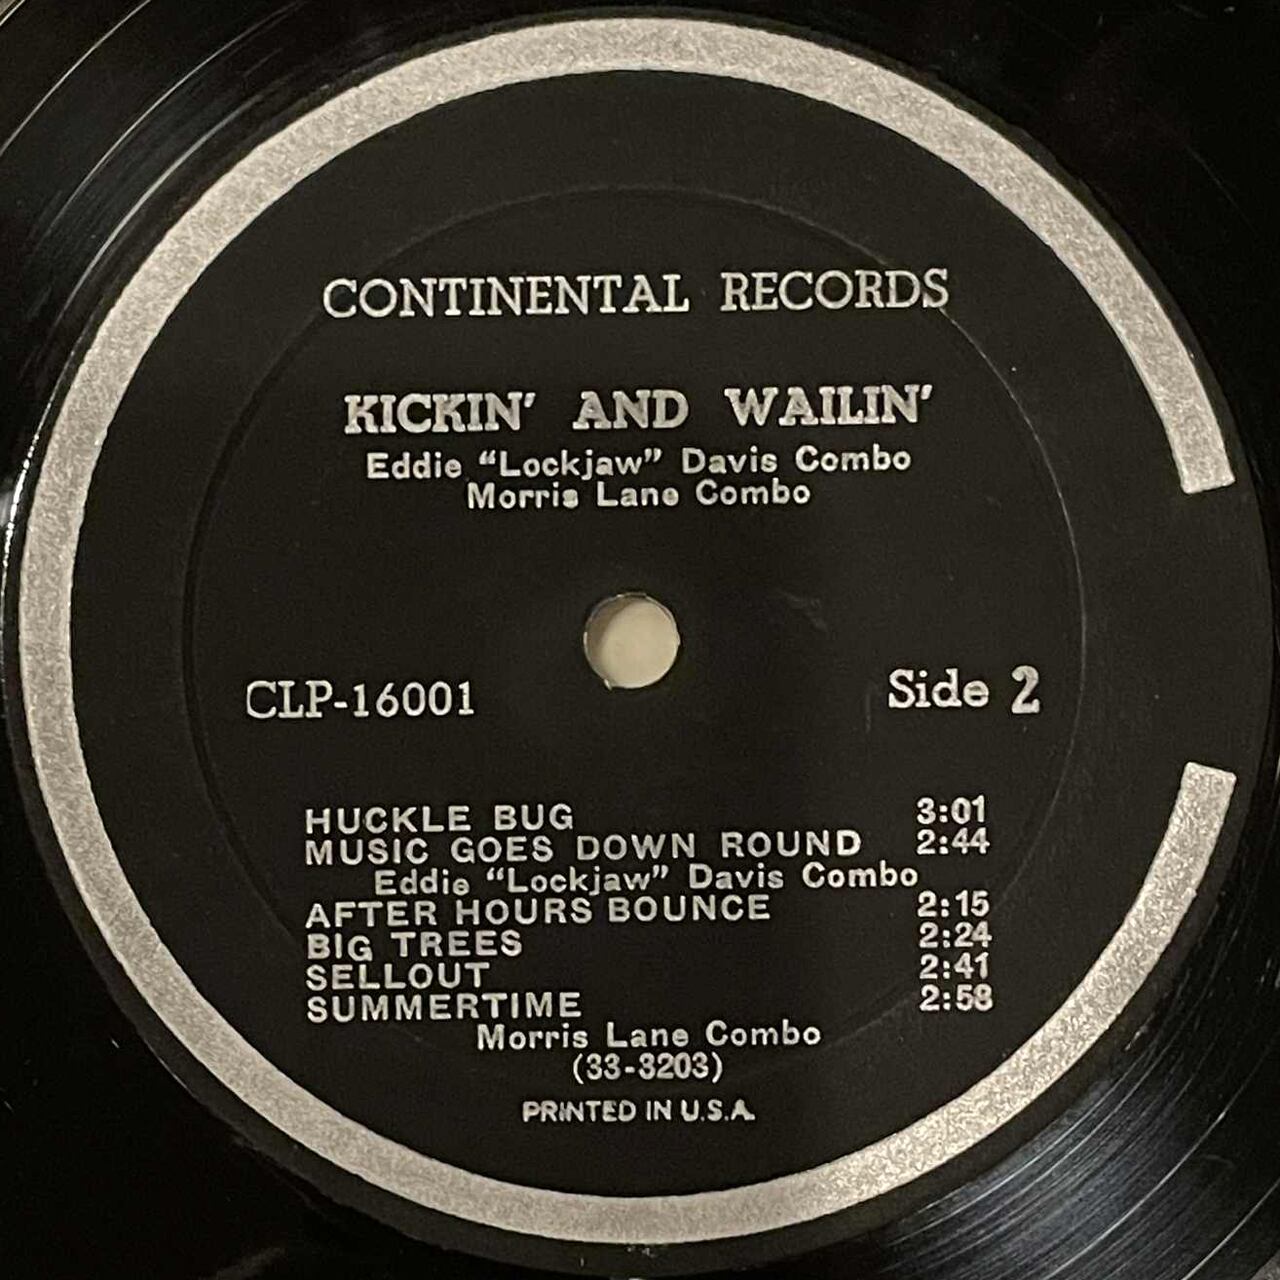 CONTINENTAL RECORDS
KICKIN' AND WAILIN'
Eddie "Lockjaw" Davis Combo
Morris Lane Combo
CLP-16001 Side 2
HUCKLE BUG 3:01
MUSIC GOES DOWN ROUND 2:44
Eddie "Lockjaw" Davis Combo
AFTER HOURS BOUNCE 2:15
BIG TREES 2:24
SELLOUT 2:41
SUMMERTIME 2:58
Morris Lane Combo
(33-3203)
PRINTED IN U.S.A.